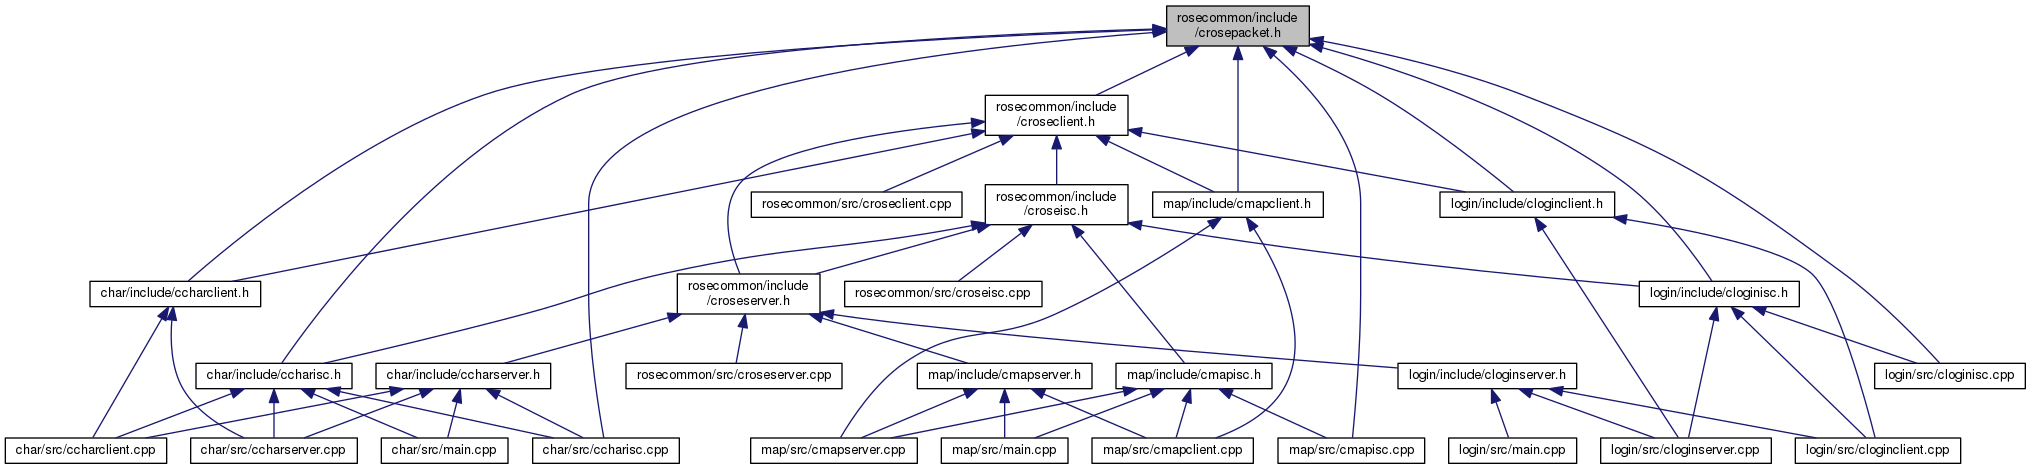 rosecommon/include
/crosepacket.h
rosecommon/include
/croseclient.h
rosecommon/src/croseclient.cpp
rosecommon/include
/croseisc.h
map/include/cmapclient.h
login/include/cloginclient.h
char/include/ccharclient.h
rosecommon/include
/croseserver.h
rosecommon/src/croseisc.cpp
login/include/cloginisc.h
char/include/ccharisc.h
char/include/ccharserver.h
rosecommon/src/croseserver.cpp
map/include/cmapserver.h
map/include/cmapisc.h
login/include/cloginserver.h
login/src/cloginisc.cpp
char/src/ccharclient.cpp
char/src/ccharserver.cpp
char/src/main.cpp
char/src/ccharisc.cpp
map/src/cmapserver.cpp
map/src/main.cpp
map/src/cmapclient.cpp
map/src/cmapisc.cpp
login/src/main.cpp
login/src/cloginserver.cpp
login/src/cloginclient.cpp